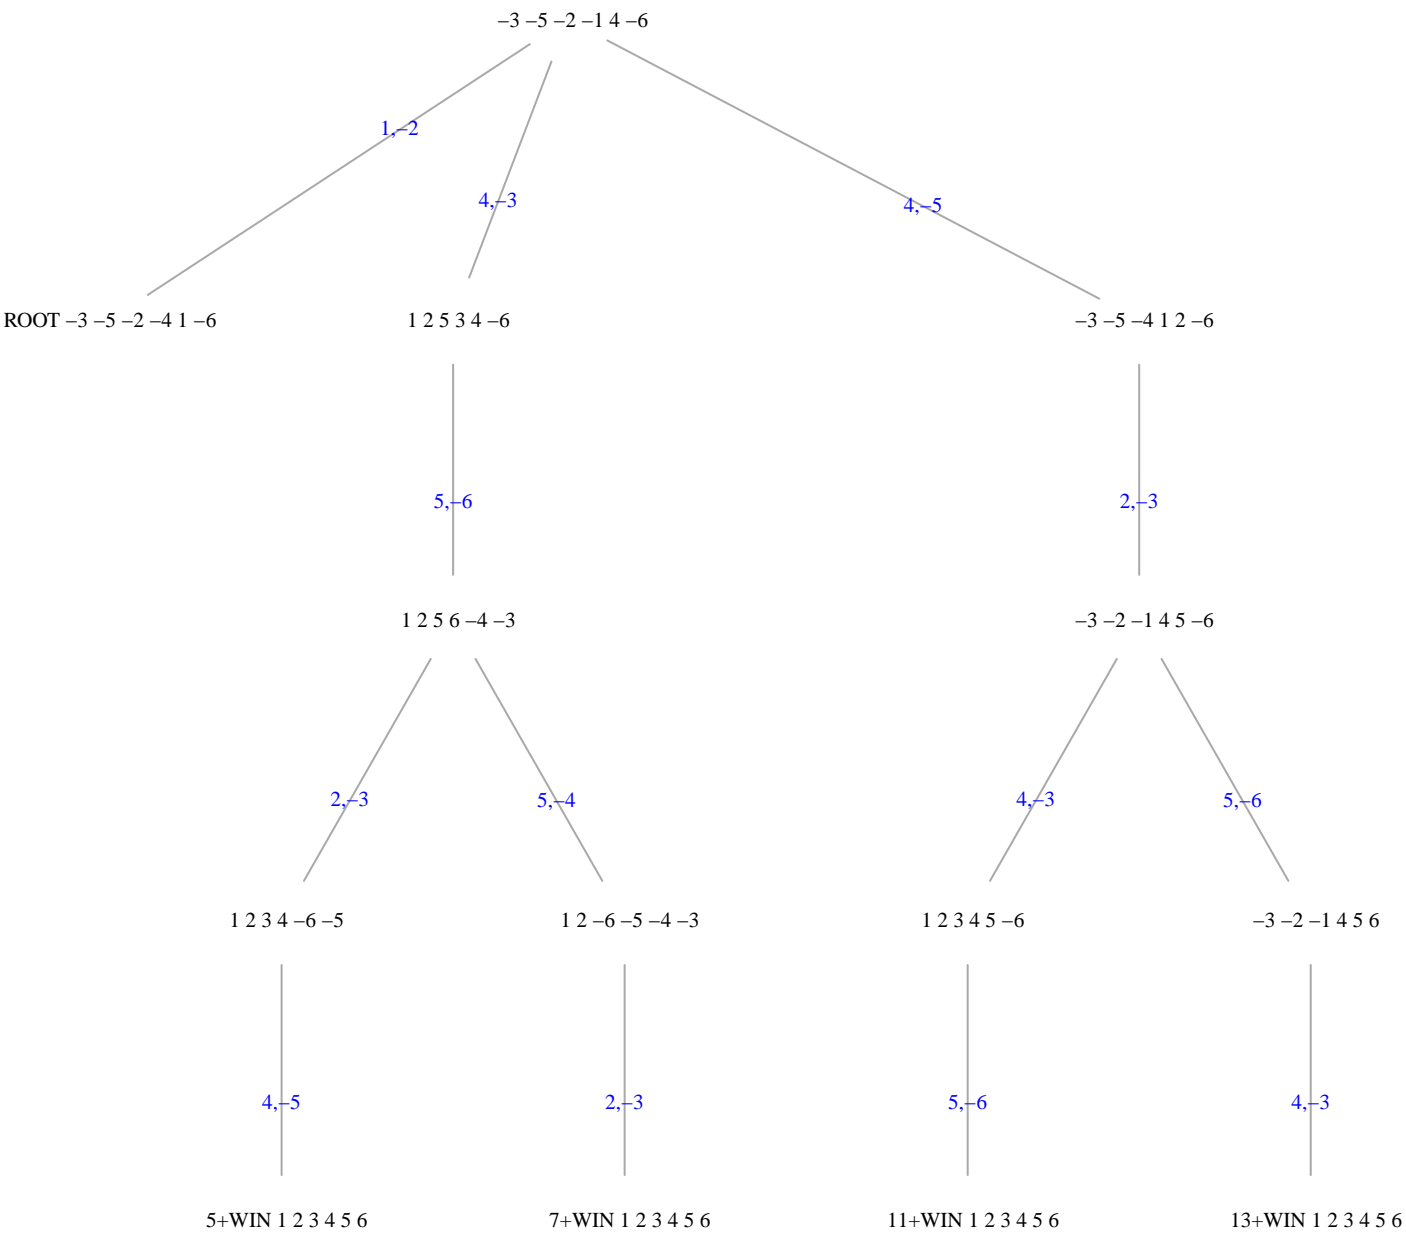 –3 –5 –2 –1 4 –6
1,–2
4,–3
4,–5
ROOT –3 –5 –2 –4 1 –6
1 2 5 3 4 –6
–3 –5 –4 1 2 –6
5,–6
2,–3
1 2 5 6 –4 –3
–3 –2 –1 4 5 –6
2,–3
5,–4
4,–3
5,–6
1 2 3 4 –6 –5
1 2 –6 –5 –4 –3
1 2 3 4 5 –6
–3 –2 –1 4 5 6
4,–5
2,–3
5,–6
4,–3
5+WIN 1 2 3 4 5 6
7+WIN 1 2 3 4 5 6
11+WIN 1 2 3 4 5 6
13+WIN 1 2 3 4 5 6